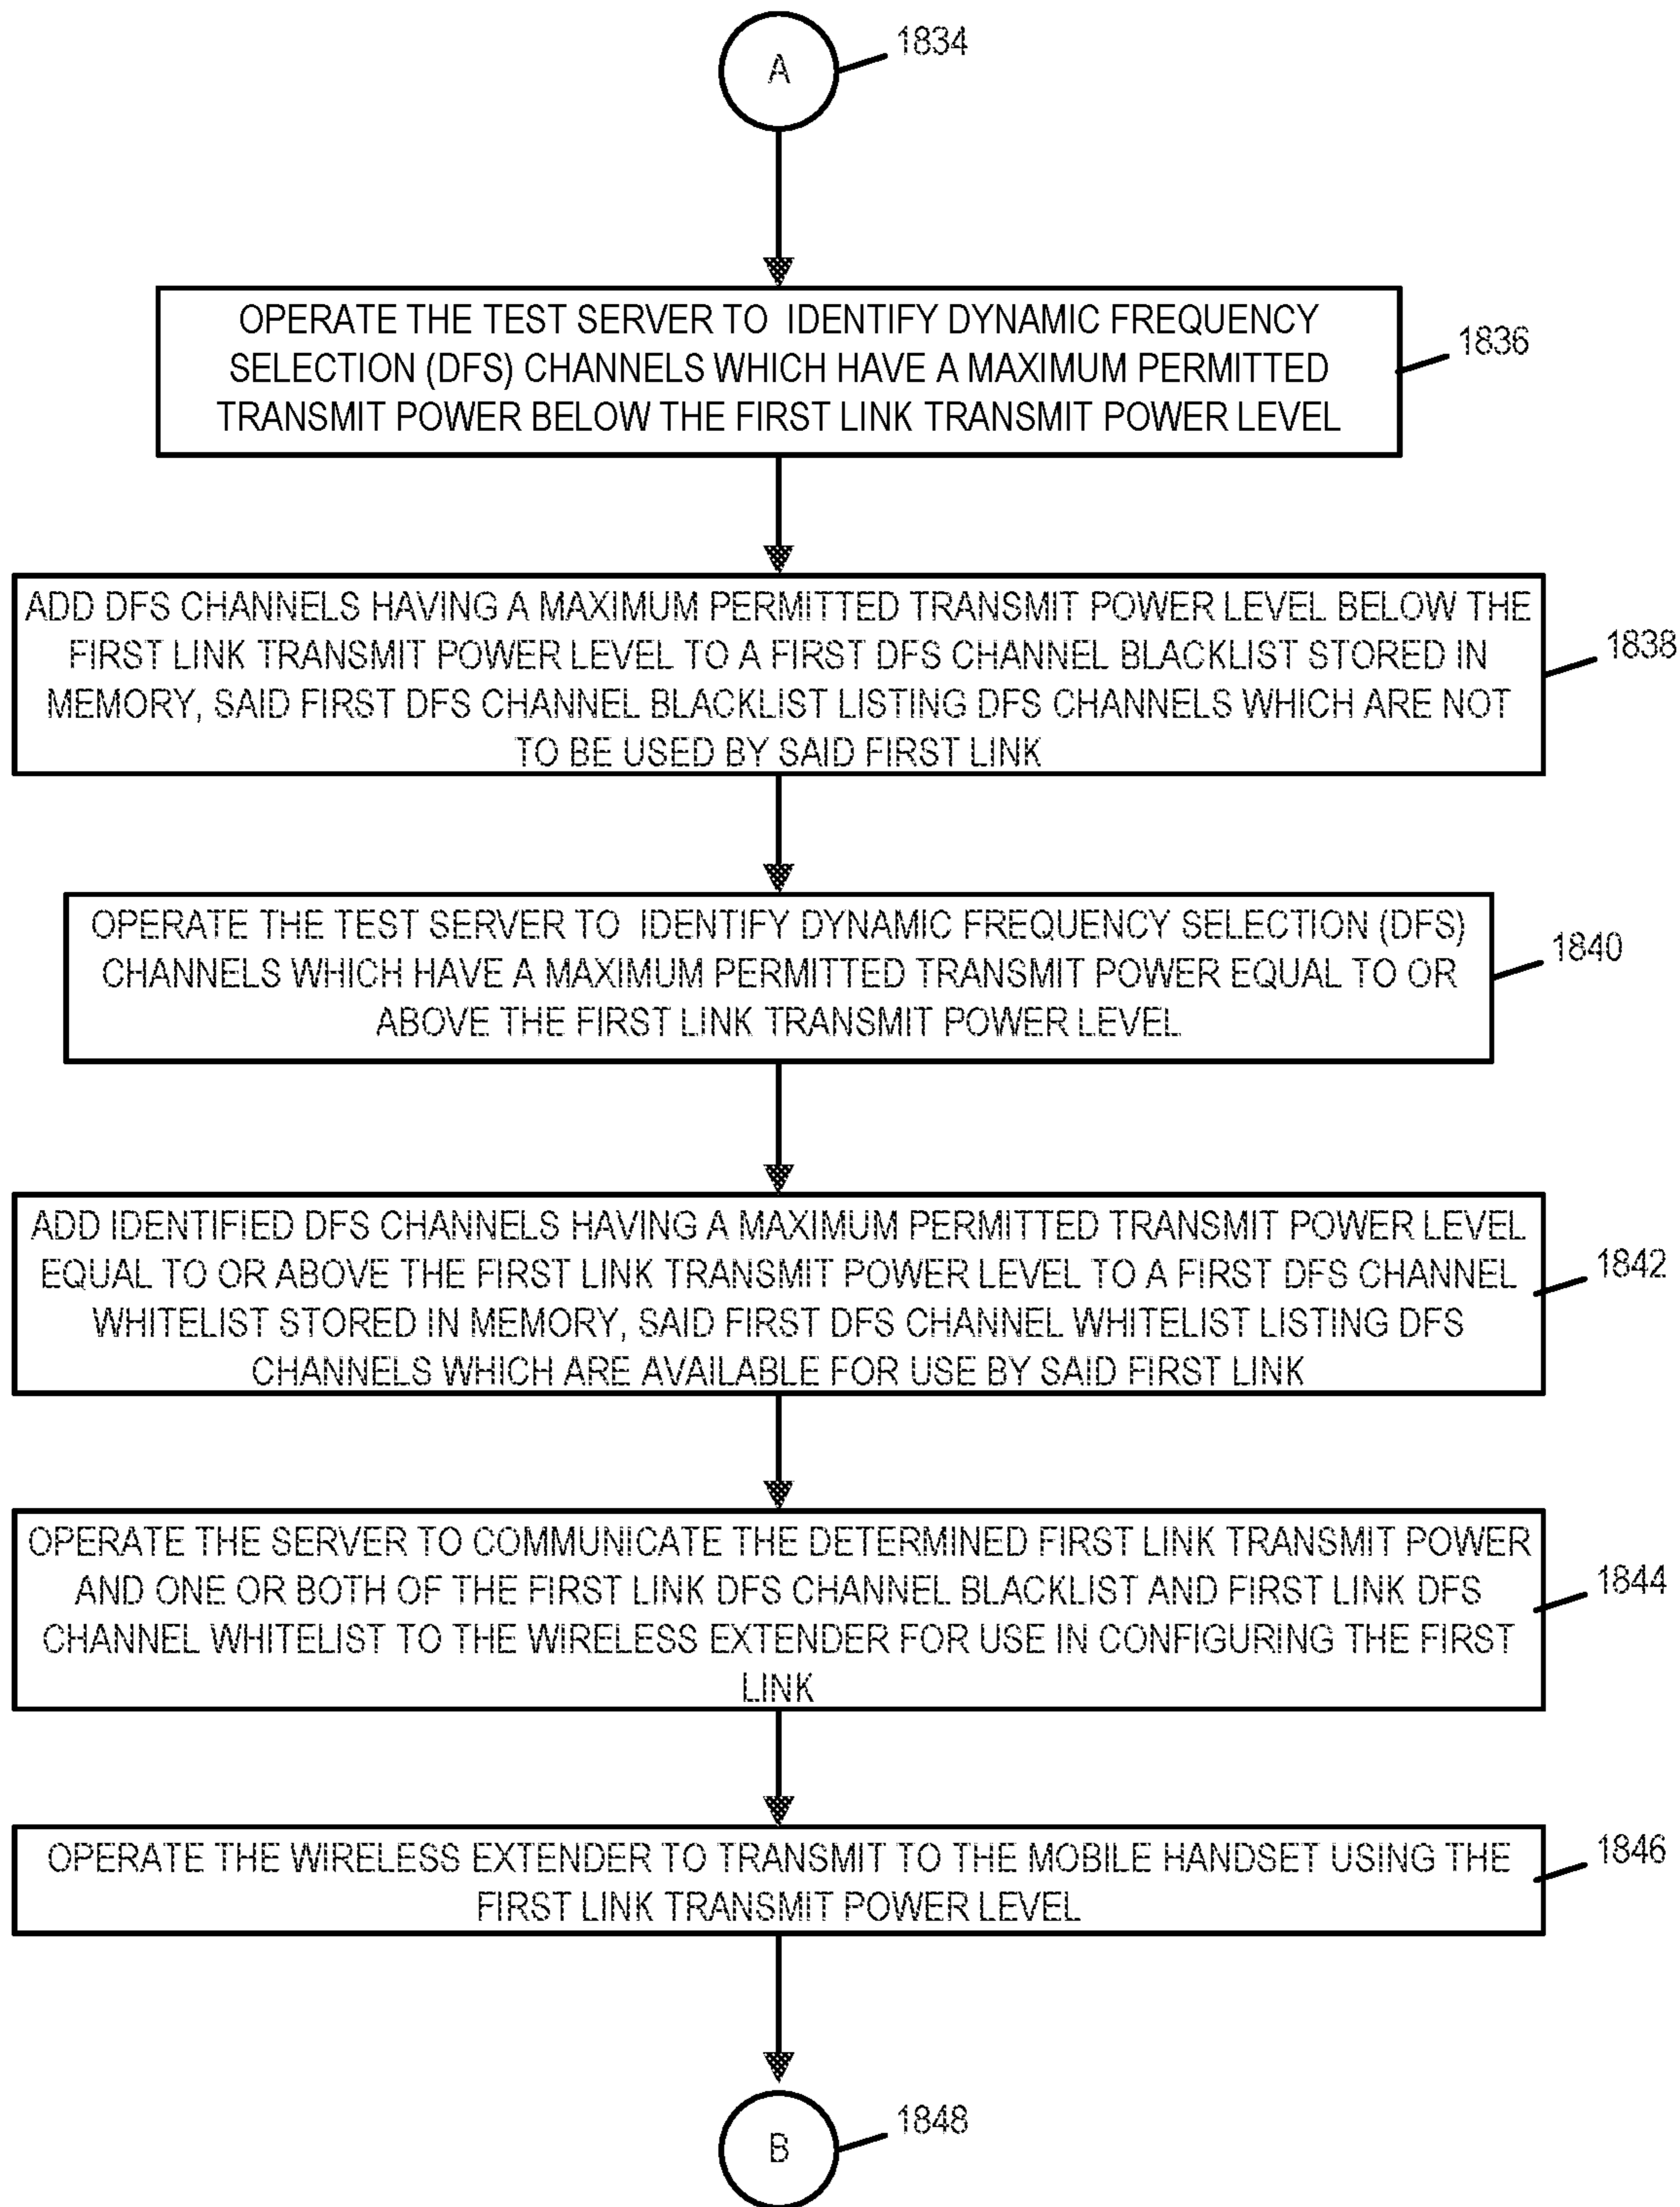 A
1834
OPERATE THE TEST SERVER TO IDENTIFY DYNAMIC FREQUENCY
SELECTION (DFS) CHANNELS WHICH HAVE A MAXIMUM PERMITTED
TRANSMIT POWER BELOW THE FIRST LINK TRANSMIT POWER LEVEL
1836
ADD DFS CHANNELS HAVING A MAXIMUM PERMITTED TRANSMIT POWER LEVEL BELOW THE
FIRST LINK TRANSMIT POWER LEVEL TO A FIRST DFS CHANNEL BLACKLIST STORED IN
MEMORY, SAID FIRST DFS CHANNEL BLACKLIST LISTING DFS CHANNELS WHICH ARE NOT
TO BE USED BY SAID FIRST LINK
1838
OPERATE THE TEST SERVER TO IDENTIFY DYNAMIC FREQUENCY SELECTION (DFS)
CHANNELS WHICH HAVE A MAXIMUM PERMITTED TRANSMIT POWER EQUAL TO OR
ABOVE THE FIRST LINK TRANSMIT POWER LEVEL
1840
ADD IDENTIFIED DFS CHANNELS HAVING A MAXIMUM PERMITTED TRANSMIT POWER LEVEL
EQUAL TO OR ABOVE THE FIRST LINK TRANSMIT POWER LEVEL TO A FIRST DFS CHANNEL
WHITELIST STORED IN MEMORY, SAID FIRST DFS CHANNEL WHITELIST LISTING DFS
CHANNELS WHICH ARE AVAILABLE FOR USE BY SAID FIRST LINK
1842
OPERATE THE SERVER TO COMMUNICATE THE DETERMINED FIRST LINK TRANSMIT POWER
AND ONE OR BOTH OF THE FIRST LINK DFS CHANNEL BLACKLIST AND FIRST LINK DFS
CHANNEL WHITELIST TO THE WIRELESS EXTENDER FOR USE IN CONFIGURING THE FIRST
LINK
1844
OPERATE THE WIRELESS EXTENDER TO TRANSMIT TO THE MOBILE HANDSET USING THE
FIRST LINK TRANSMIT POWER LEVEL
1846
B
1848